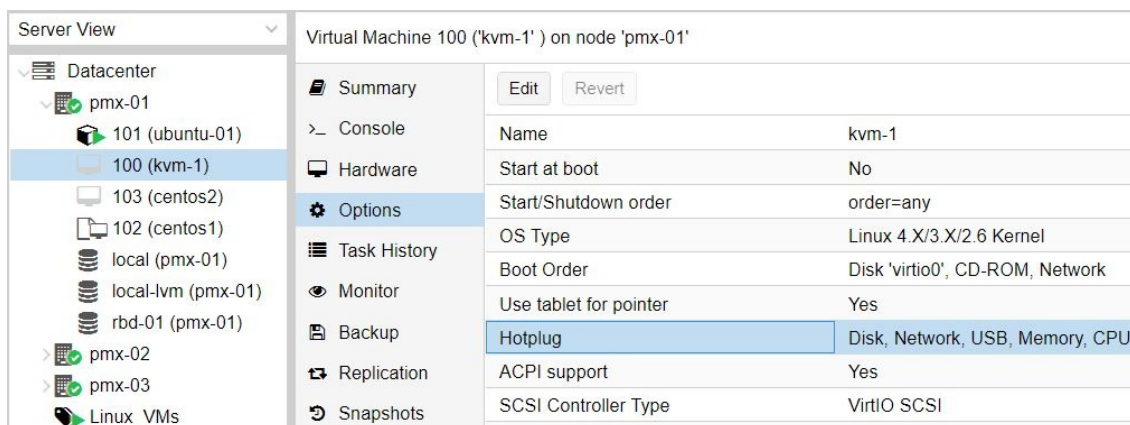 Server View
Datacenter
pmx-01
101 (ubuntu-01)
100 (kvm-1)
103 (centos2)
102 (centos1)
local (pmx-01)
local-lvm (pmx-01)
rbd-01 (pmx-01)
pmx-02
pmx-03
Linux_VMs
Virtual Machine 100 ('kvm-1' ) on node 'pmx-01'
Summary
Console
Hardware
Options
Task History
Monitor
Backup
Replication
Snapshots
Edit Revert
Name kvm-1
Start at boot No
Start/Shutdown order order=any
OS Type Linux 4.X/3.X/2.6 Kernel
Boot Order Disk 'virtio0', CD-ROM, Network
Use tablet for pointer Yes
Hotplug Disk, Network, USB, Memory, CPU
ACPI support Yes
SCSI Controller Type VirtIO SCSI